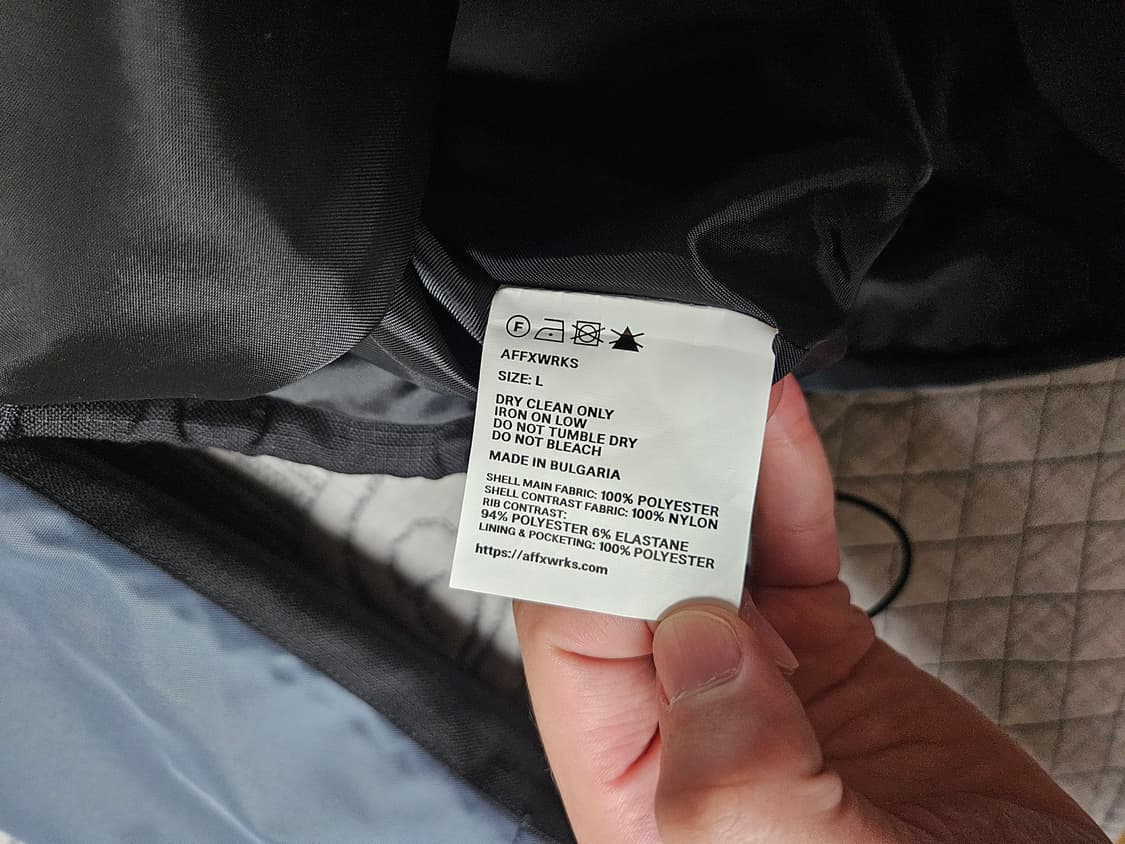 F
AFFXWRKS
SIZE: L
DRY CLEAN ONLY
IRON ON LOW
DO NOT TUMBLE DRY
DO NOT BLEACH
MADE IN BULGARIA
SHELL MAIN FABRIC: 100% POLYESTER
SHELL CONTRAST FABRIC: 100% NYLON
RIB CONTRAST:
94% POLYESTER 6% ELASTANE
LINING & POCKETING: 100% POLYESTER
https://affxwrks.com